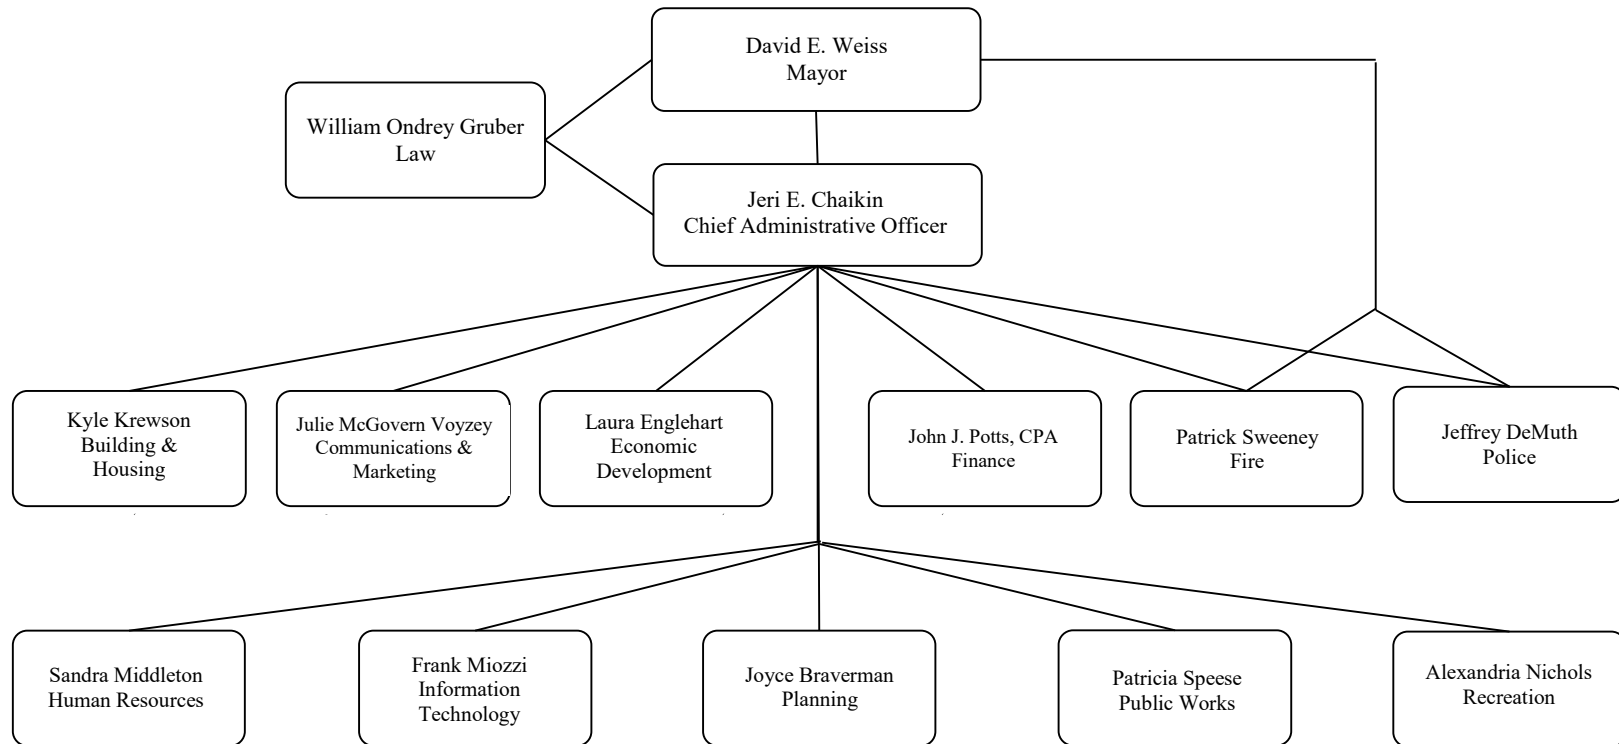 David E. Weiss
Mayor
William Ondrey Gruber
Law
Jeri E. Chaikin
Chief Administrative Officer
Kyle Krewson
Building &
Housing
Julie McGovern Voyzey
Communications &
Marketing
Laura Englehart
Economic
Development
John J. Potts, CPA
Finance
Patrick Sweeney
Fire
Jeffrey DeMuth
Police
Sandra Middleton
Human Resources
Frank Miozzi
Information
Technology
Joyce Braverman
Planning
Patricia Speese
Public Works
Alexandria Nichols
Recreation